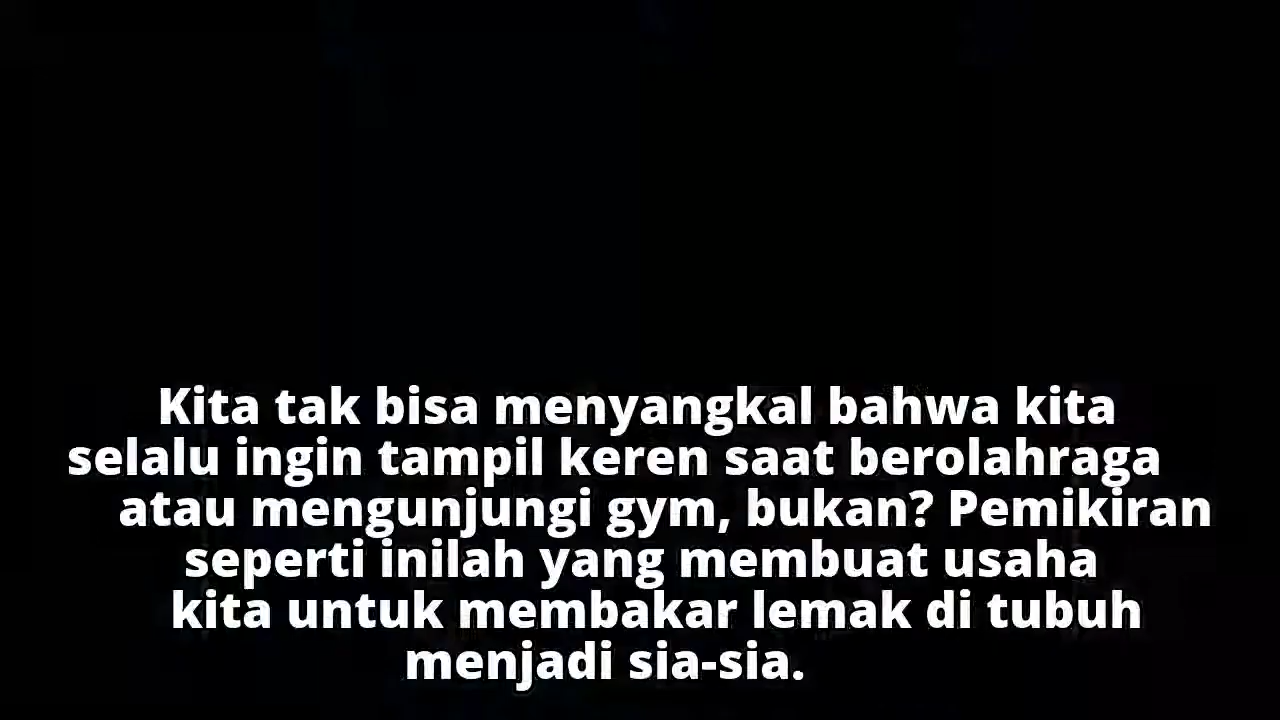 Kita tak bisa menyangkal bahwa kita
selalu ingin tampil keren saat berolahraga
atau mengunjungi gym, bukan? Pemikiran
seperti inilah yang membuat usaha
kita untuk membakar lemak di tubuh
menjadi sia-sia.